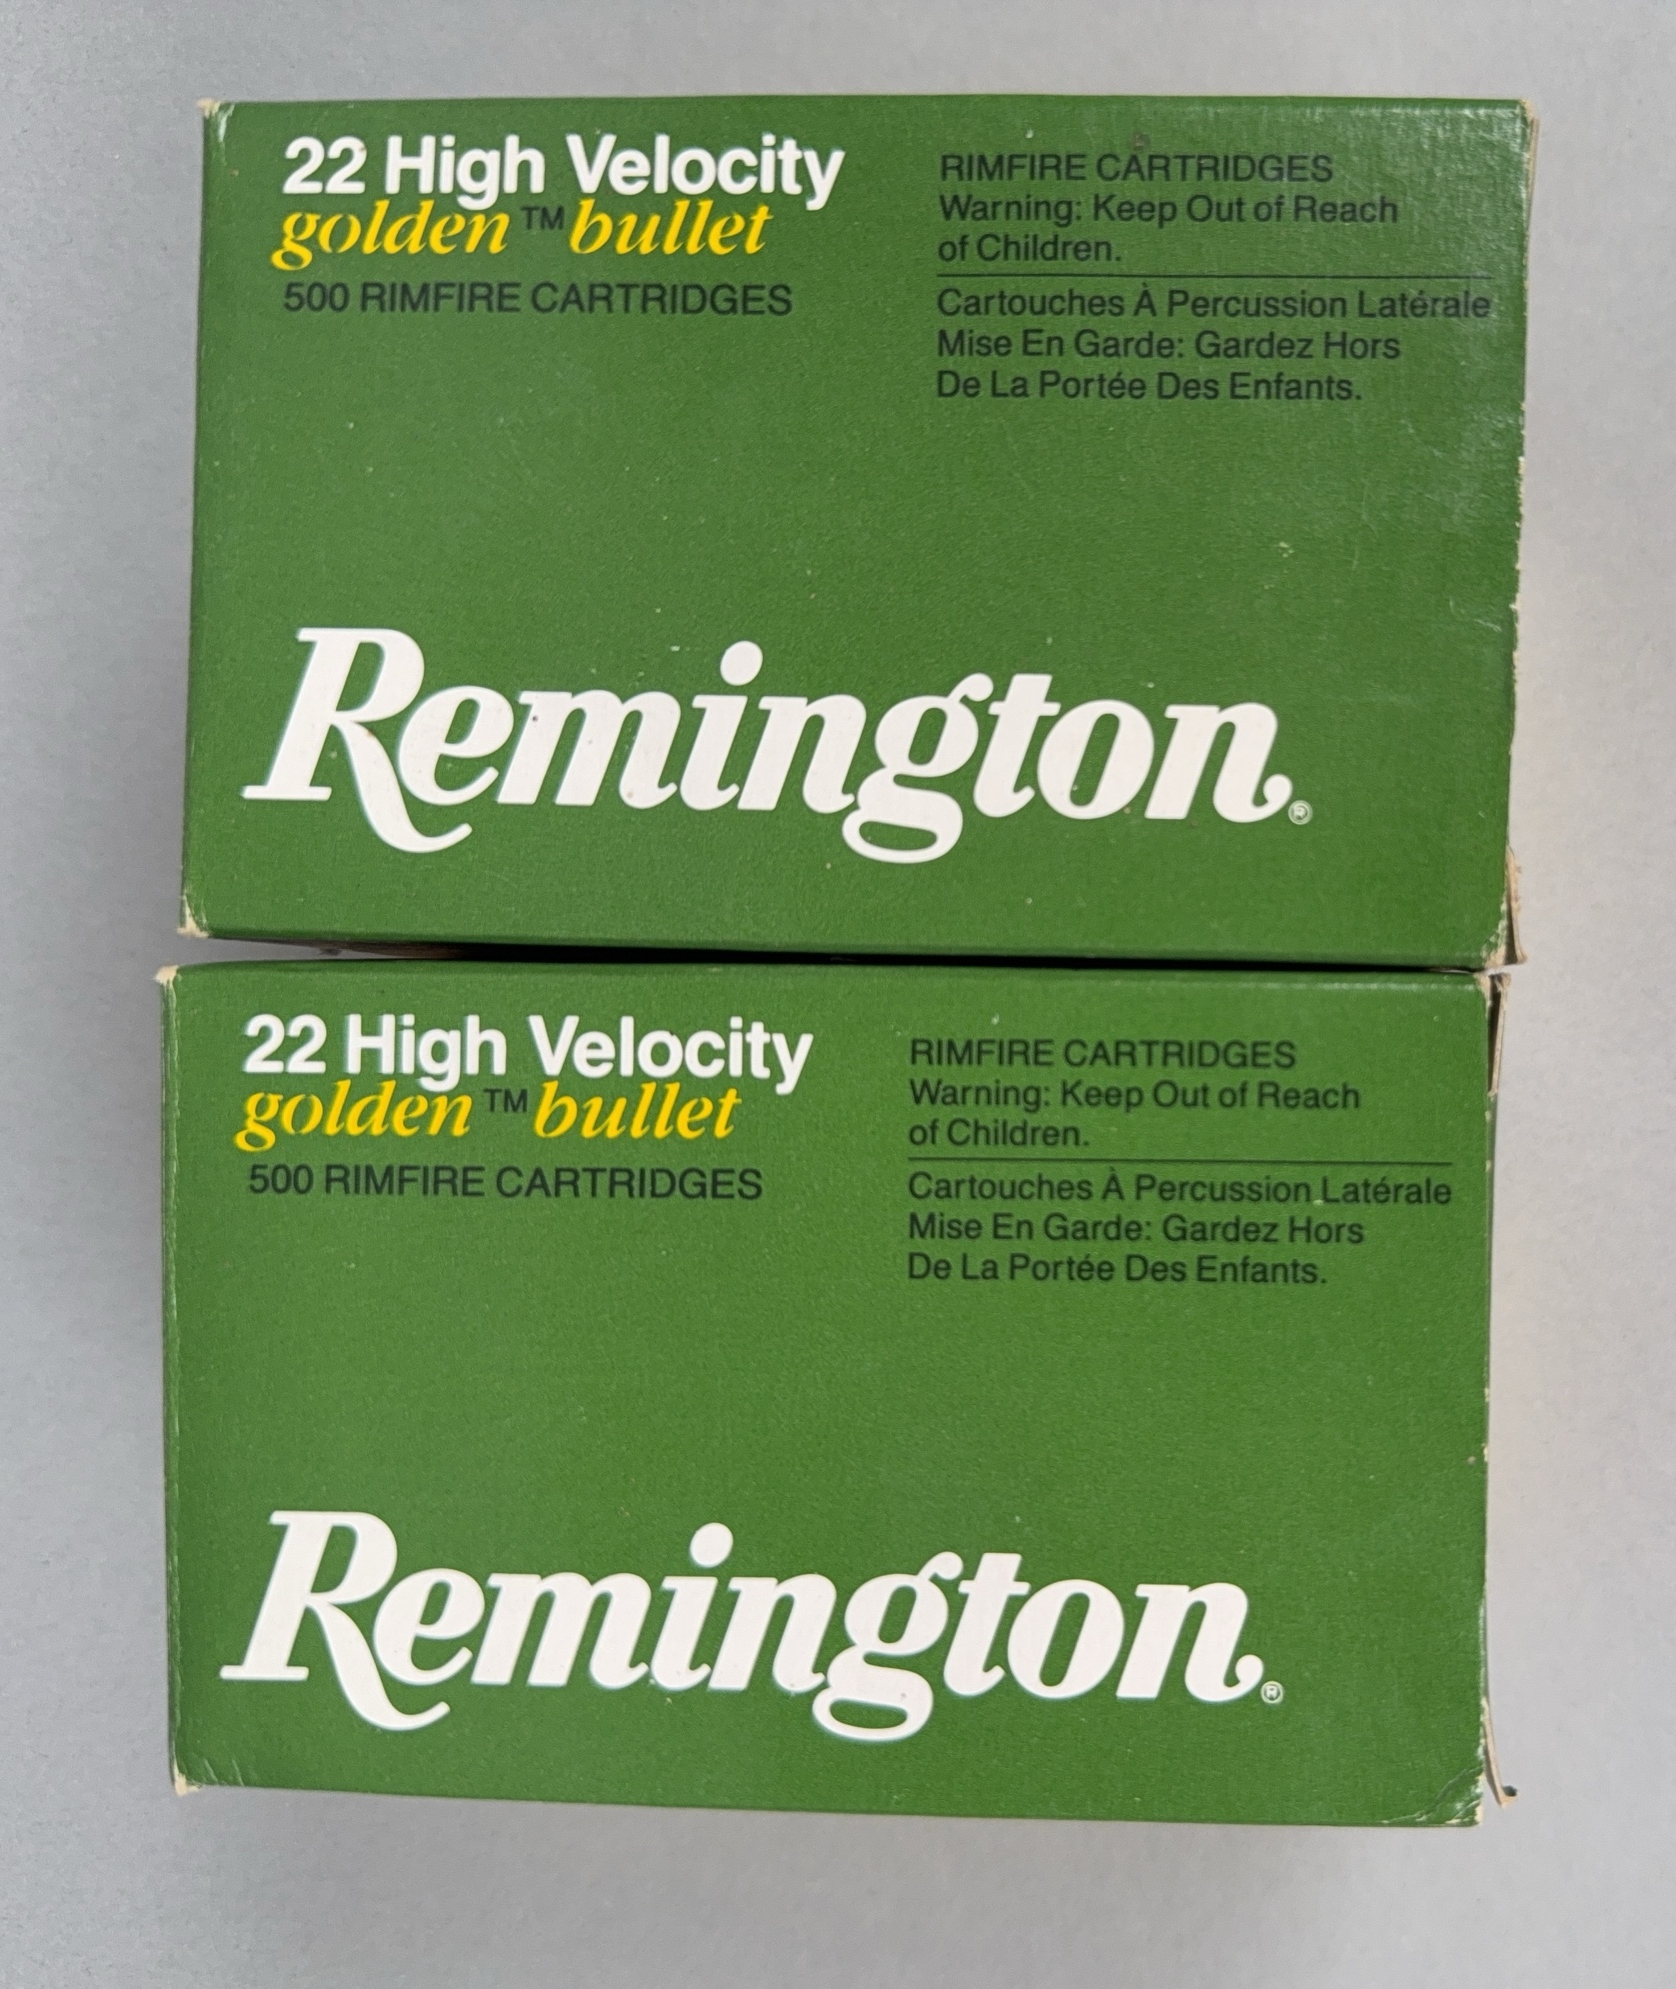 22 High Velocity
golden™ bullet
500 RIMFIRE CARTRIDGES
RIMFIRE CARTRIDGES
Warning: Keep Out of Reach
of Children.
Cartouches À Percussion Latérale
Mise En Garde: Gardez Hors
De La Portée Des Enfants.
Remington®
22 High Velocity
golden™ bullet
500 RIMFIRE CARTRIDGES
RIMFIRE CARTRIDGES
Warning: Keep Out of Reach
of Children.
Cartouches À Percussion Latérale
Mise En Garde: Gardez Hors
De La Portée Des Enfants.
Remington®